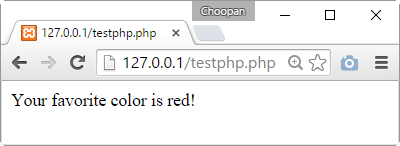 Choopan
127.0.0.1/testphp.php
127.0.0.1/testphp.php
Your favorite color is red!